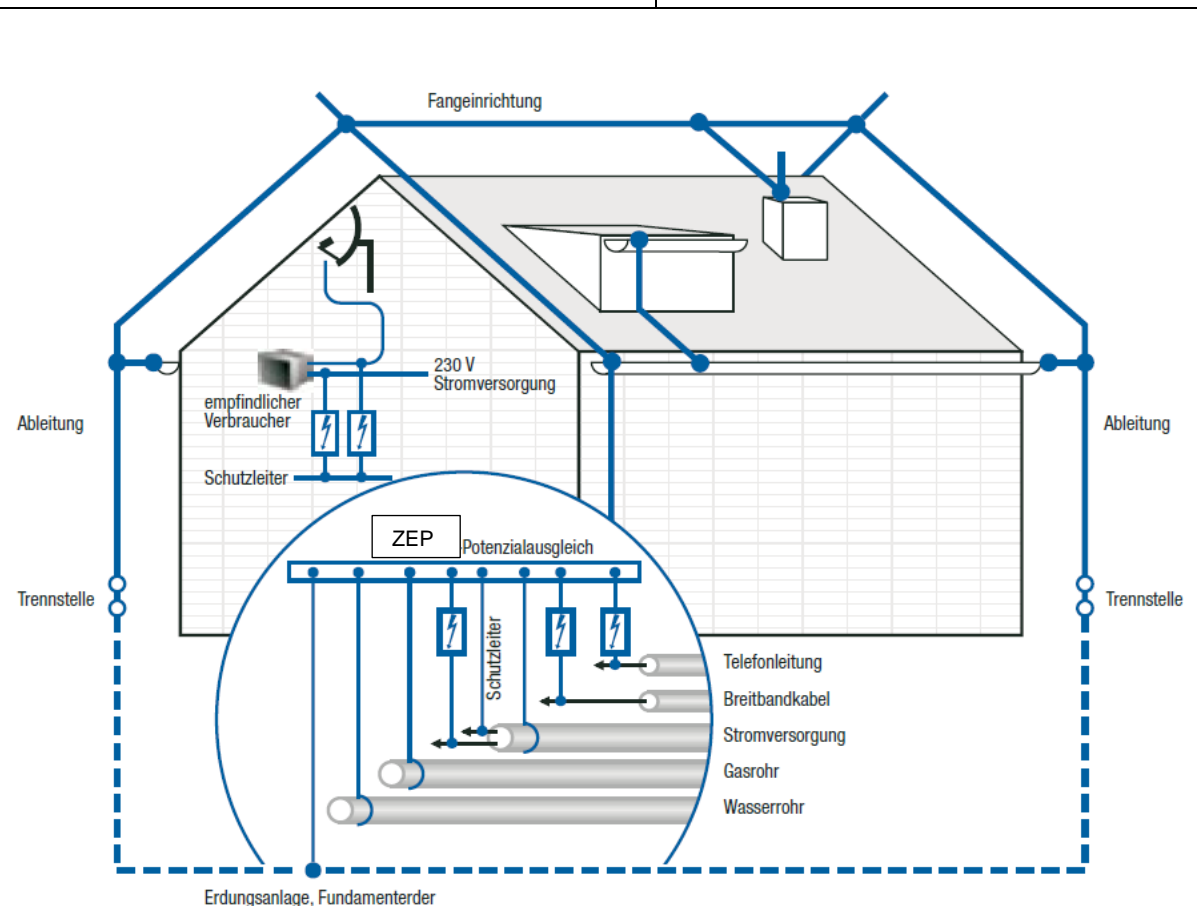 Fangeinrichtung
230 V
Stromversorgung
empfindlicher
Verbraucher
Ableitung
Ableitung
Schutzleiter
ZEP
-Potenzialausgleich
Trennstelle
Trennstelle
Schutzleiter
Telefonleitung
Breitbandkabel
Stromversorgung
Gasrohr
Wasserrohr
Erdungsanlage, Fundamenterder